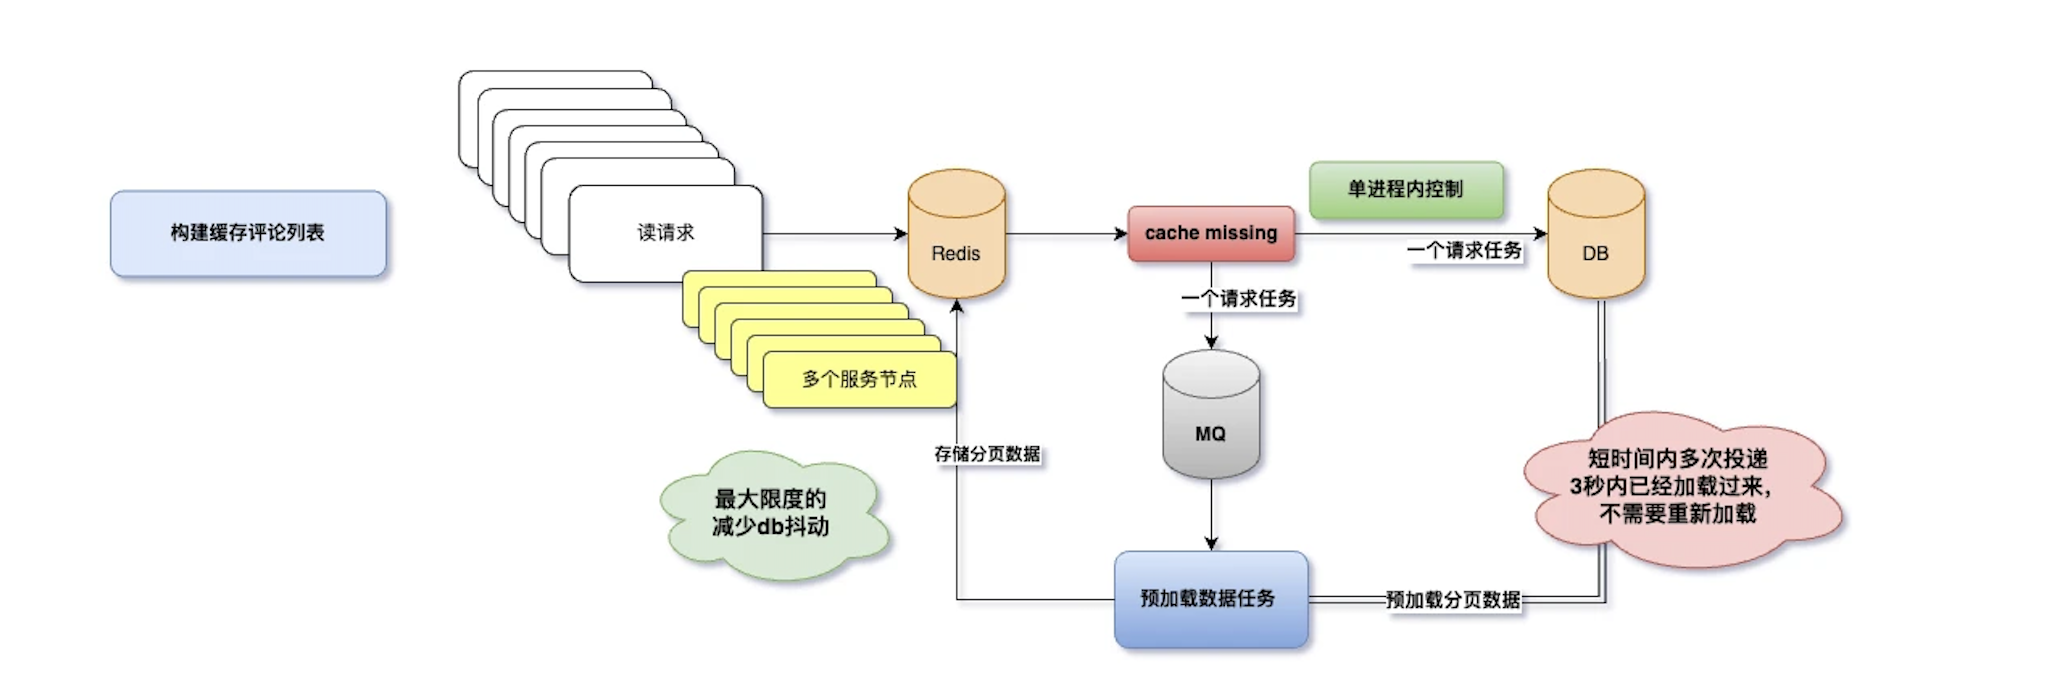 构建缓存评论列表
读请求
多个服务节点
Redis
cache missing
单进程内控制
一个请求任务
DB
一个请求任务
MQ
存储分页数据
最大限度的
减少db抖动
预加载数据任务
预加载分页数据
短时间内多次投递
3秒内已经加载过来，
不需要重新加载